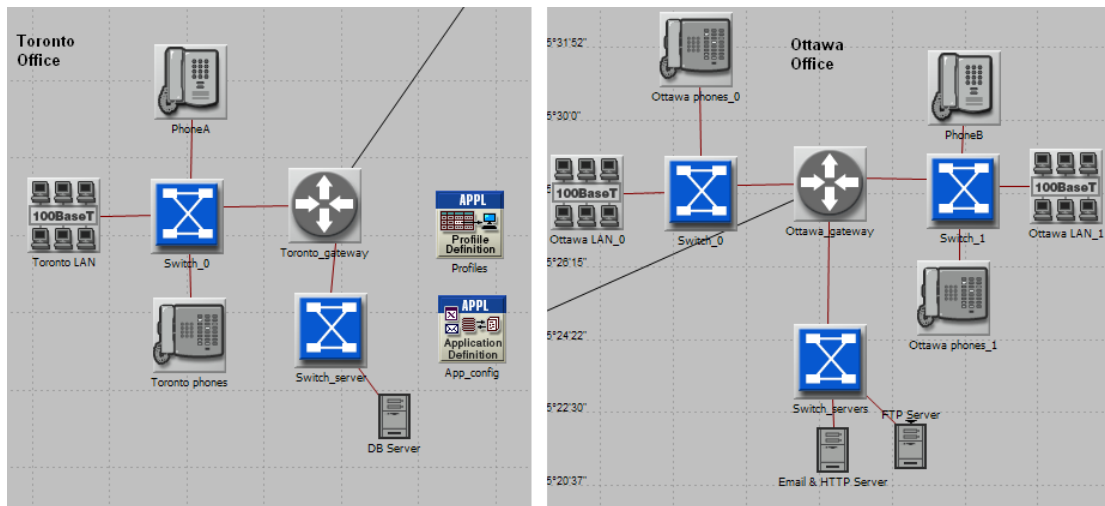 Toronto
Office
PhoneA
100BaseT
Toronto LAN
Switch_0
Toronto_gateway
APPL
Profile
Definition
Profiles
Toronto phones
Switch_server
APPL
Application
Definition
App_config
DB Server
5°31'52"
Ottawa
Office
Ottawa phones_0
5°30'0"
PhoneB
100BaseT
Ottawa LAN_0
Switch_0
Ottawa_gateway
Switch_1
100BaseT
Ottawa LAN_1
5°26'15"
5°24'22"
Ottawa phones_1
5°22'30"
Switch_servers
FTP Server
5°20'37"
Email & HTTP Server